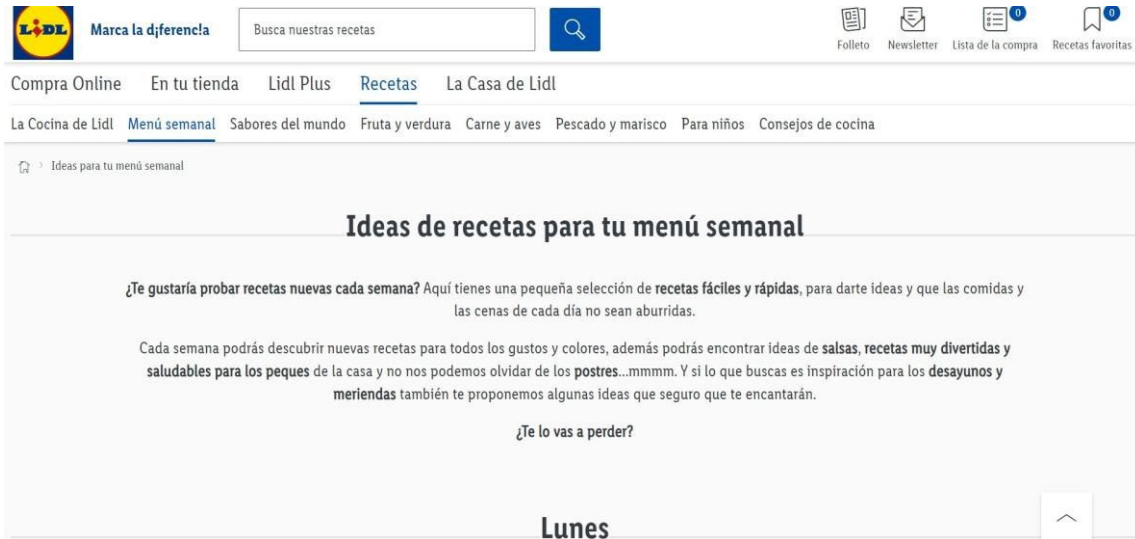 LiDL
Marca la d¡ferenc!a
Busca nuestras recetas
Folleto
Newsletter
0
Lista de la compra
0
Recetas favoritas
Compra Online En tu tienda Lidl Plus Recetas La Casa de Lidl
La Cocina de Lidl Menú semanal Sabores del mundo Fruta y verdura Carne y aves Pescado y marisco Para niños Consejos de cocina
Ideas para tu menú semanal
Ideas de recetas para tu menú semanal
¿Te gustaría probar recetas nuevas cada semana? Aquí tienes una pequeña selección de recetas fáciles y rápidas, para darte ideas y que las comidas y
las cenas de cada día no sean aburridas.
Cada semana podrás descubrir nuevas recetas para todos los gustos y colores, además podrás encontrar ideas de salsas, recetas muy divertidas y
saludables para los peques de la casa y no nos podemos olvidar de los postres...mmmm. Y si lo que buscas es inspiración para los desayunos y
meriendas también te proponemos algunas ideas que seguro que te encantarán.
¿Te lo vas a perder?
Lunes